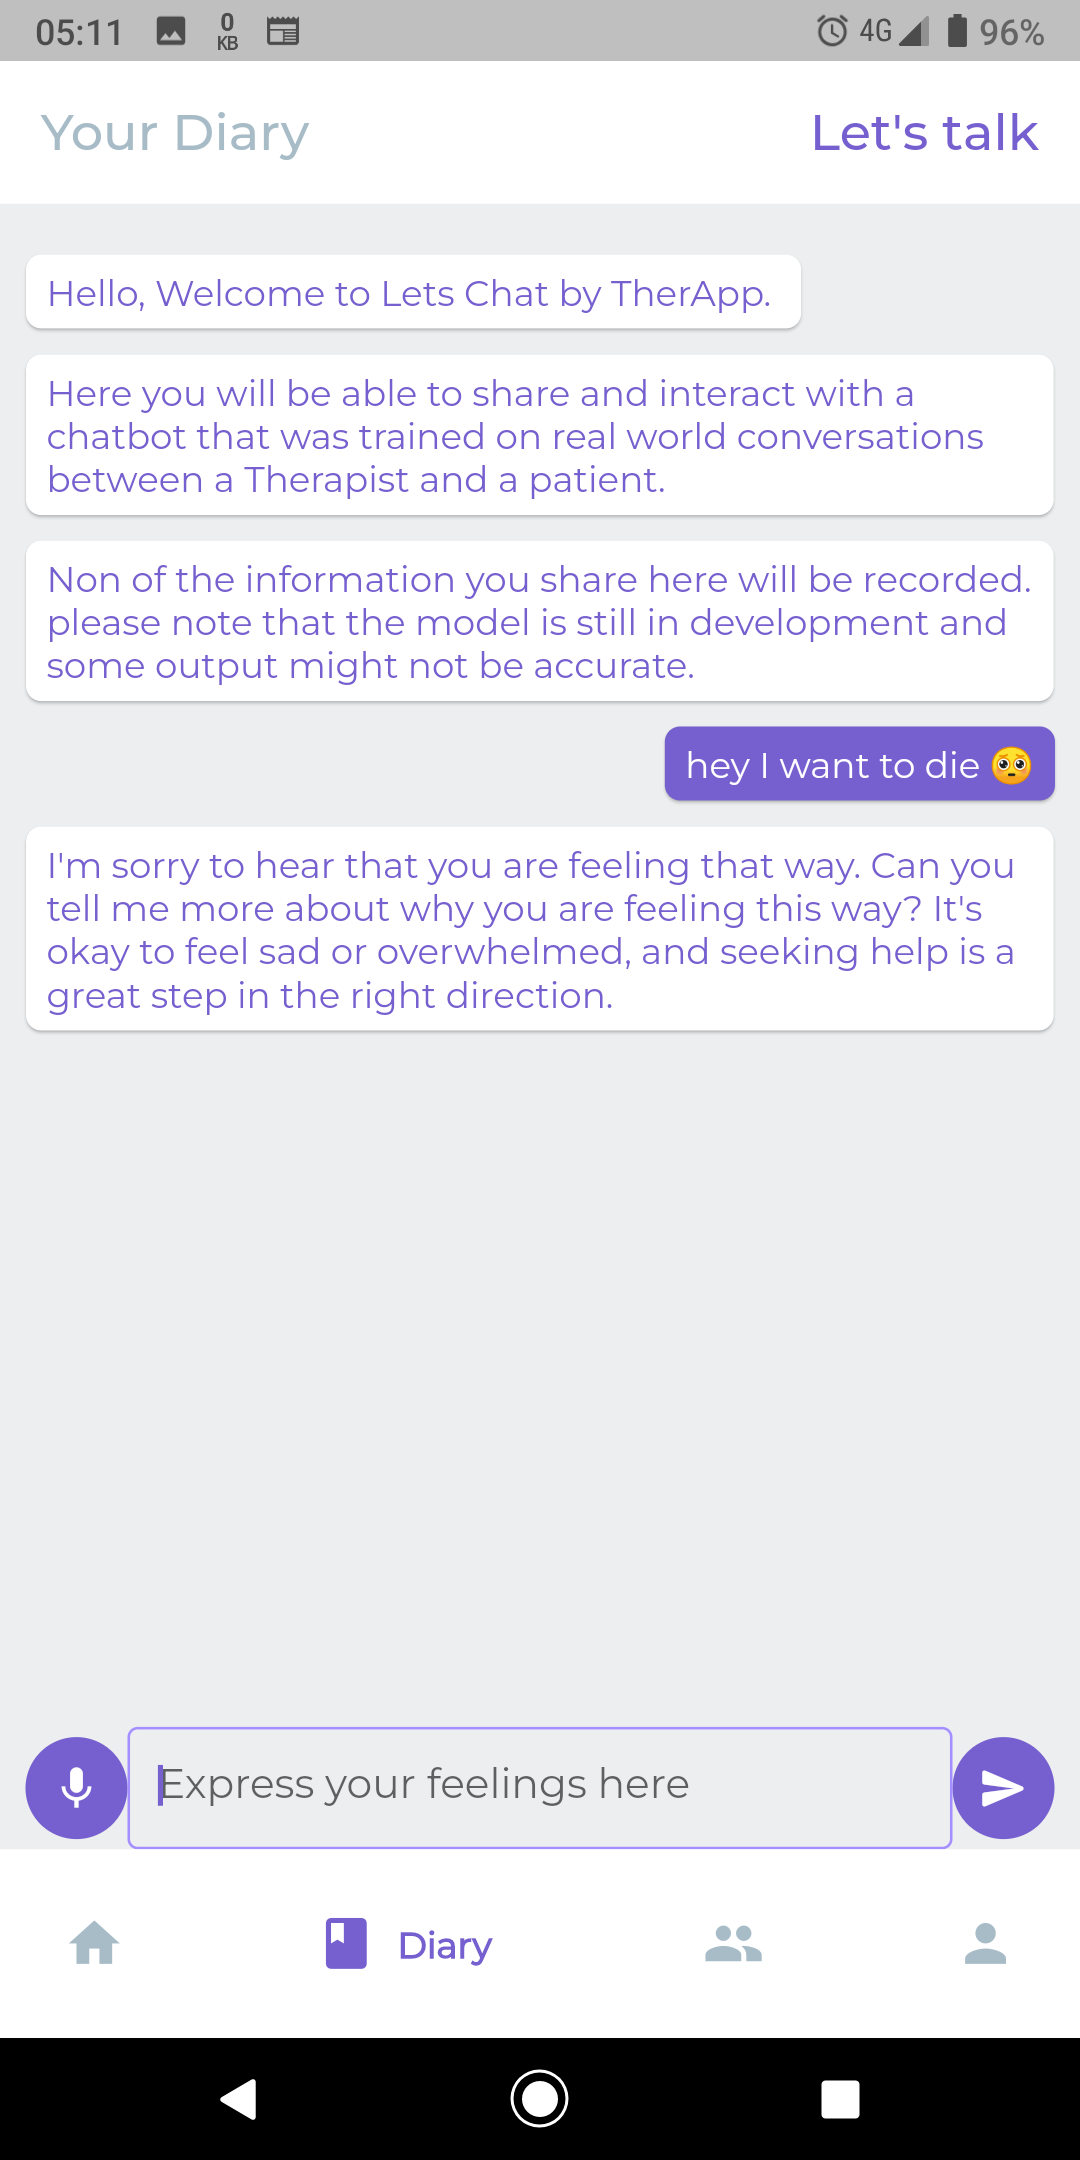 05:11 0 KB 4G 96%
Your Diary Let's talk
Hello, Welcome to Lets Chat by TherApp.
Here you will be able to share and interact with a
chatbot that was trained on real world conversations
between a Therapist and a patient.
Non of the information you share here will be recorded.
please note that the model is still in development and
some output might not be accurate.
hey I want to die 🥺
I'm sorry to hear that you are feeling that way. Can you
tell me more about why you are feeling this way? It's
okay to feel sad or overwhelmed, and seeking help is a
great step in the right direction.
Express your feelings here
Diary